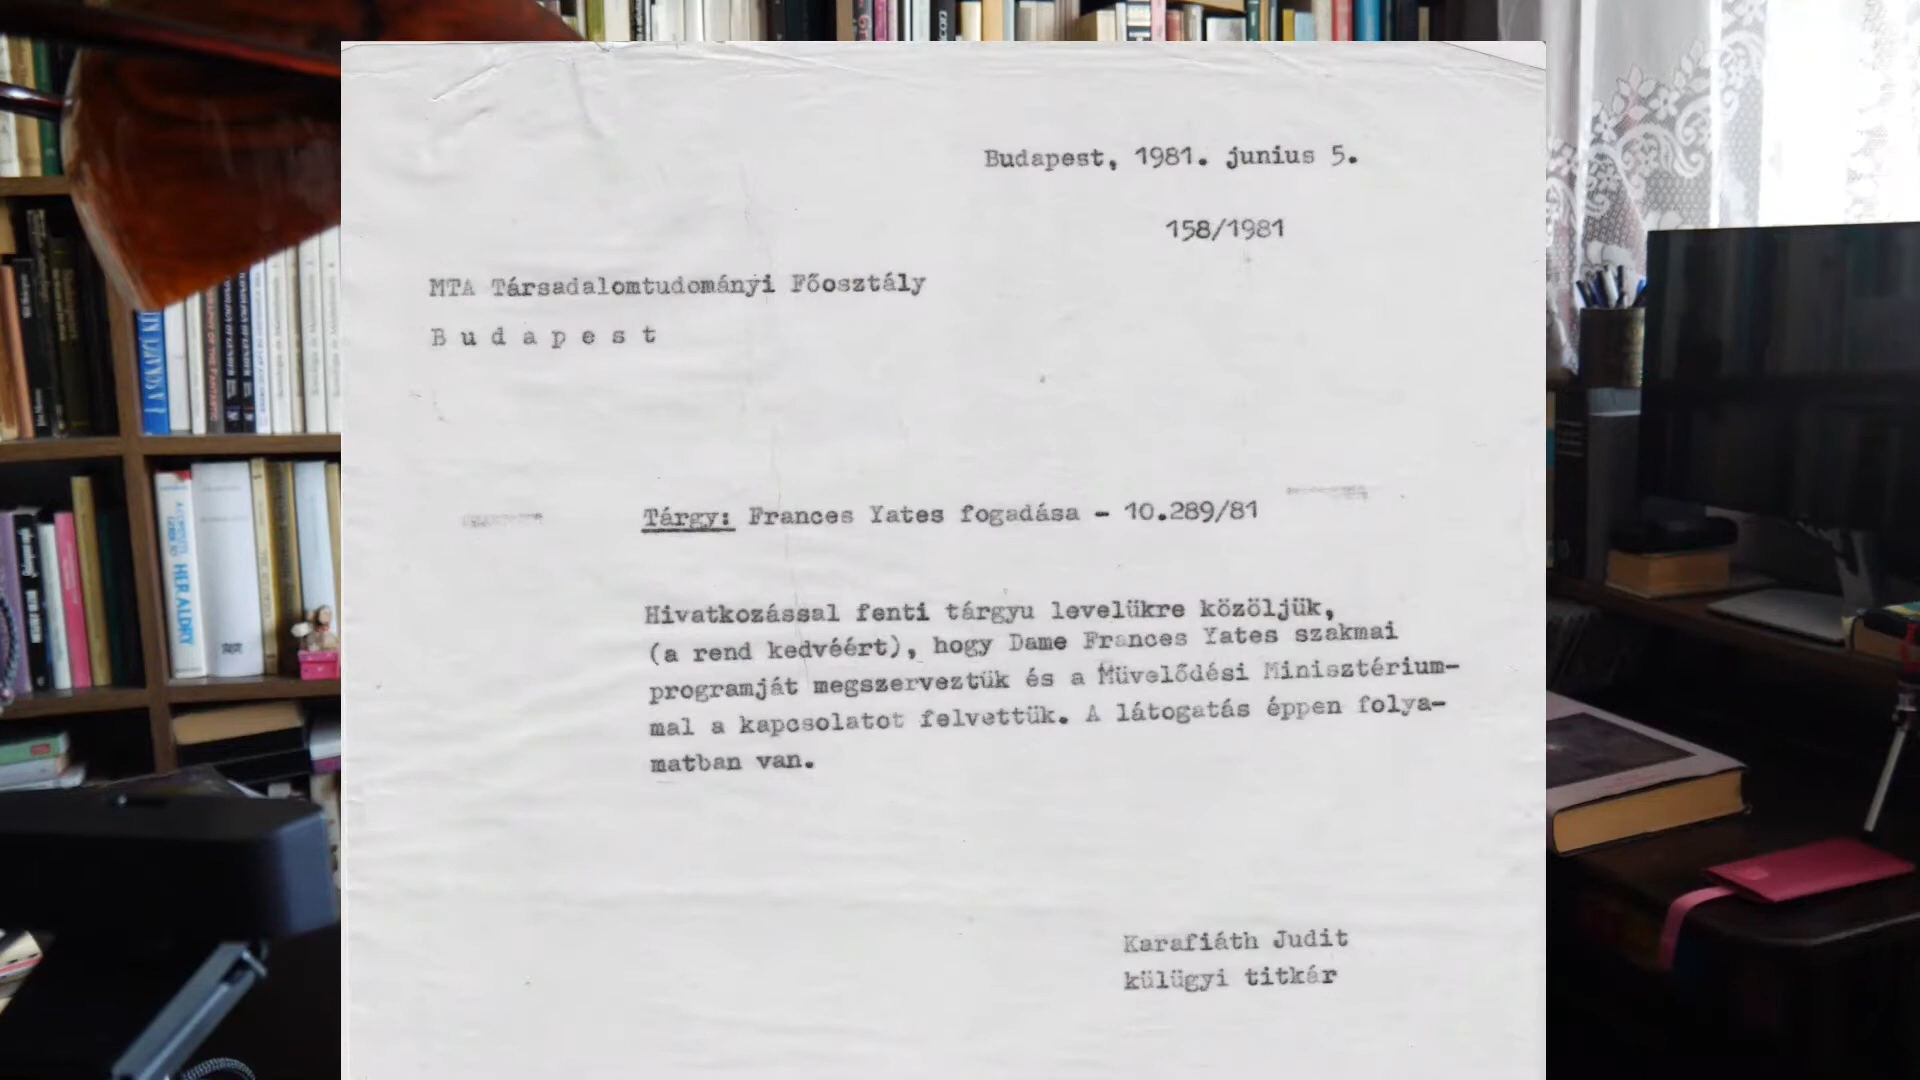 Budapest, 1981. junius 5.
158/1981
MTA Társadalomtudományi Főosztály
B u d a p e s t
Tárgy: Frances Yates fogadása - 10.289/81
Hivatkozással fenti tárgyu levelükre közöljük,
(a rend kedvéért), hogy Dame Frances Yates szakmai
programját megszerveztük és a Müvelődési Minisztérium-
mal a kapcsolatot felvettük. A látogatás éppen folya-
matban van.
Karafiáth Judit
külügyi titkár
HERALDRY